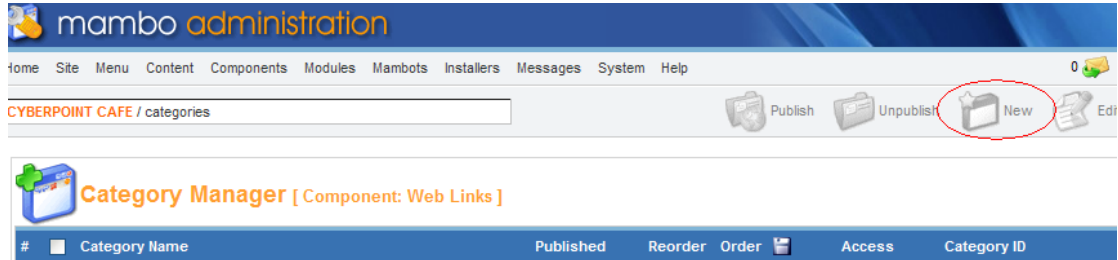 mambo administration
Home Site Menu Content Components Modules Mambots Installers Messages System Help 0
CYBERPOINT CAFE / categories Publish Unpublish New Edi
Category Manager [ Component: Web Links ]
# Category Name Published Reorder Order Access Category ID